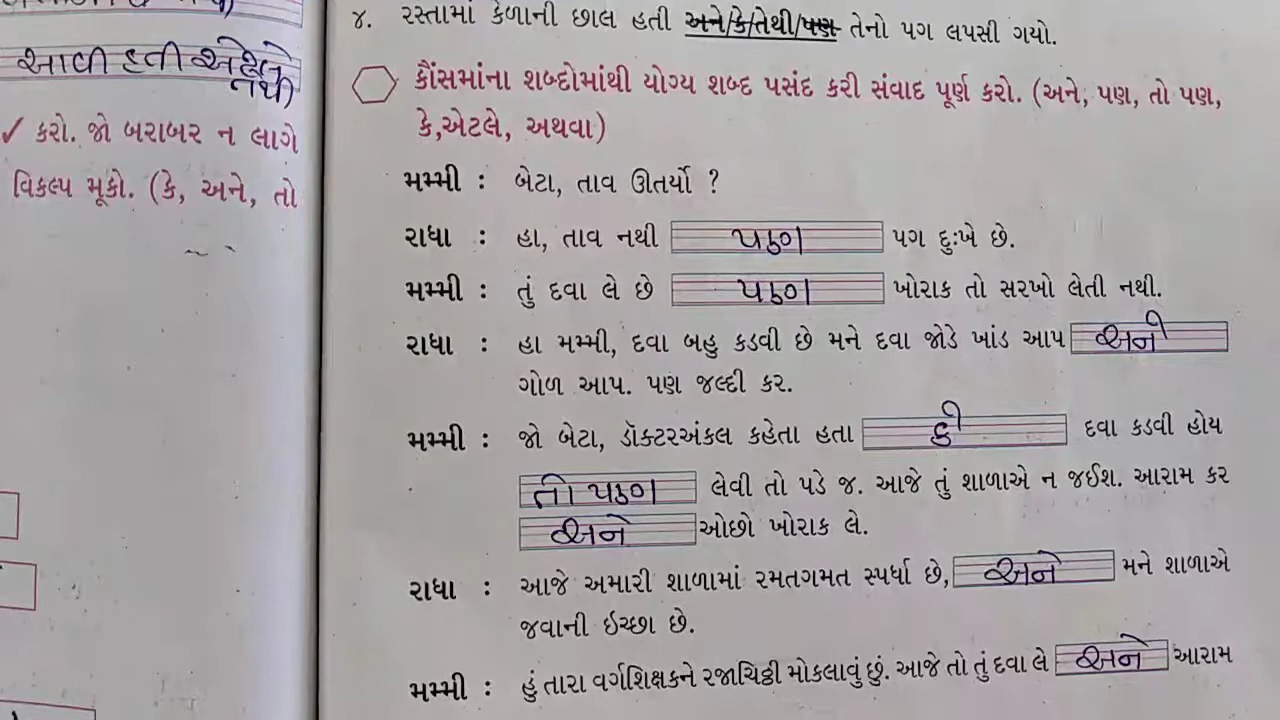 આવી હતી એટલે
નથી
✓ કરો. જો બરાબર ન લાગે
વિકલ્પ મૂકો. (કે, અને, તો
૪. રસ્તામાં કેળાની છાલ હતી અને/કે/તેથી/પણ તેનો પગ લપસી ગયો.
કૌંસમાંના શબ્દોમાંથી યોગ્ય શબ્દ પસંદ કરી સંવાદ પૂર્ણ કરો. (અને, પણ, તો પણ,
કે,એટલે, અથવા)
મમ્મી : બેટા, તાવ ઊતર્યો ?
રાધા : હા, તાવ નથી પણ પગ દુઃખે છે.
મમ્મી : તું દવા લે છે પણ ખોરાક તો સરખો લેતી નથી.
રાધા : હા મમ્મી, દવા બહુ કડવી છે મને દવા જોડે ખાંડ આપ અને
ગોળ આપ. પણ જલ્દી કર.
મમ્મી : જો બેટા, ડૉક્ટરઅંકલ કહેતા હતા કે દવા કડવી હોય
તો પણ લેવી તો પડે જ. આજે તું શાળાએ ન જઈશ. આરામ કર
અને ઓછો ખોરાક લે.
રાધા : આજે અમારી શાળામાં રમતગમત સ્પર્ધા છે, અને મને શાળાએ
જવાની ઇચ્છા છે.
મમ્મી : હું તારા વર્ગશિક્ષકને રજાચિઠ્ઠી મોકલાવું છું. આજે તો તું દવા લે અને આરામ